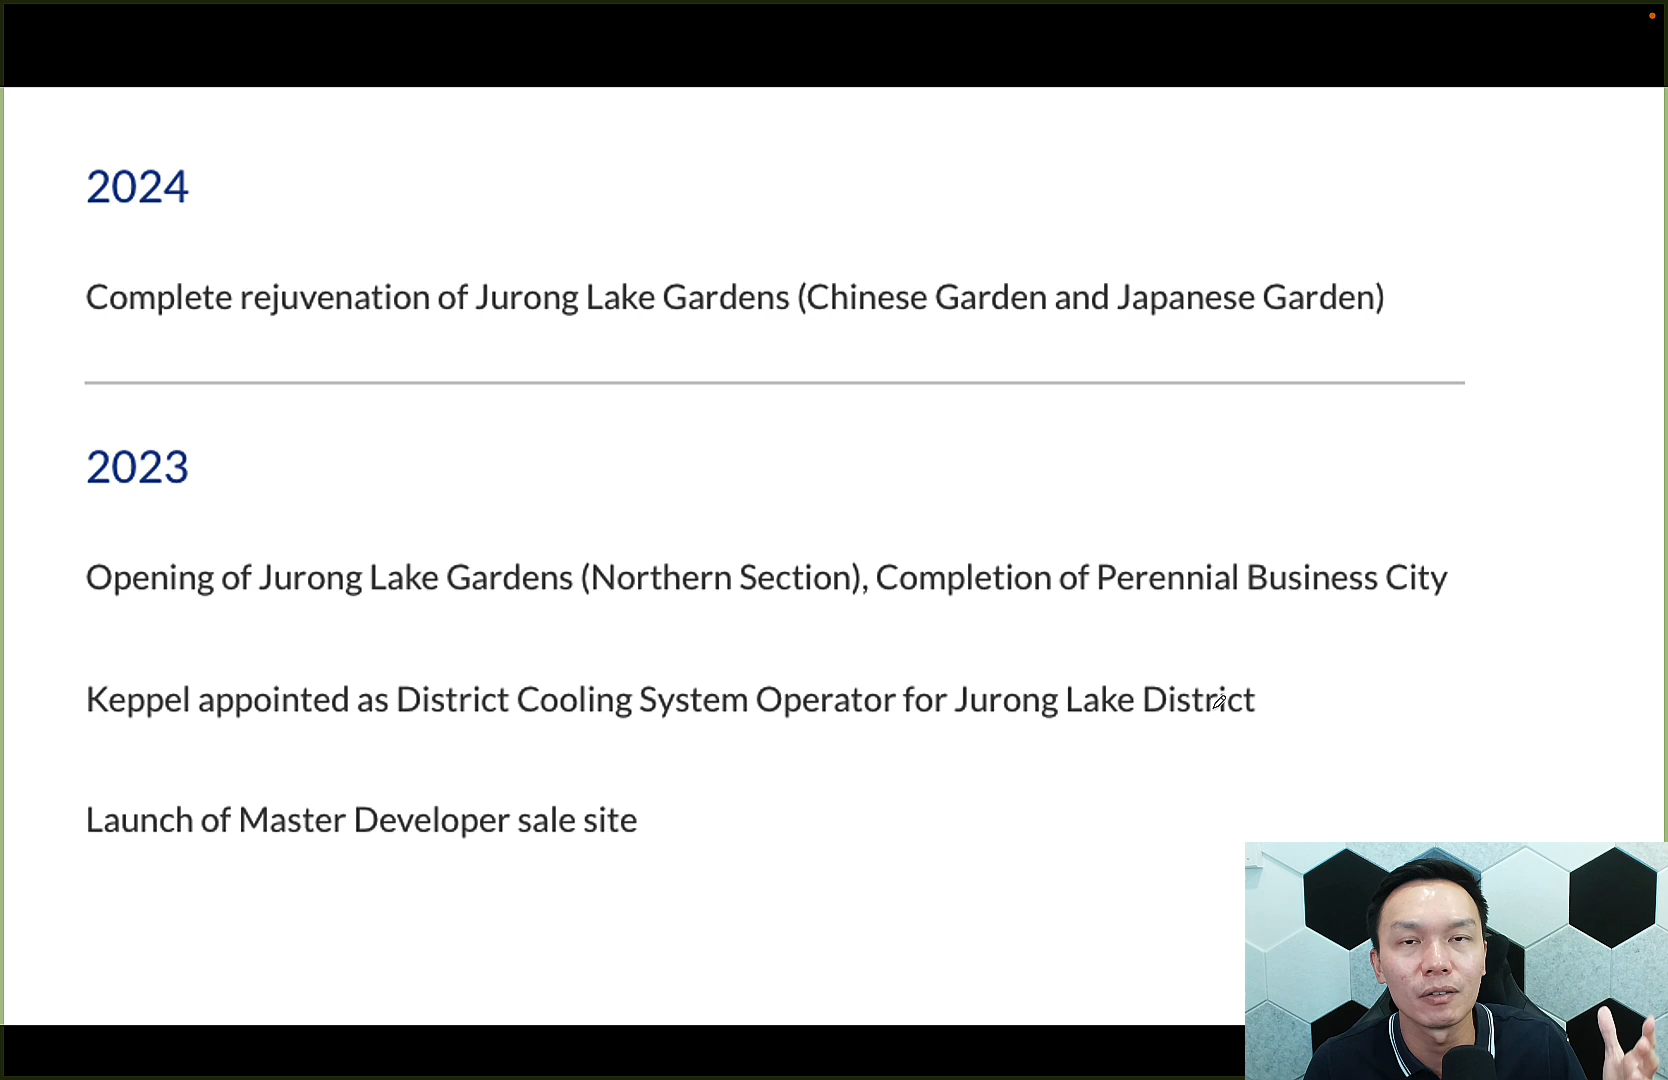 2024
Complete rejuvenation of Jurong Lake Gardens (Chinese Garden and Japanese Garden)
2023
Opening of Jurong Lake Gardens (Northern Section), Completion of Perennial Business City
Keppel appointed as District Cooling System Operator for Jurong Lake District
Launch of Master Developer sale site